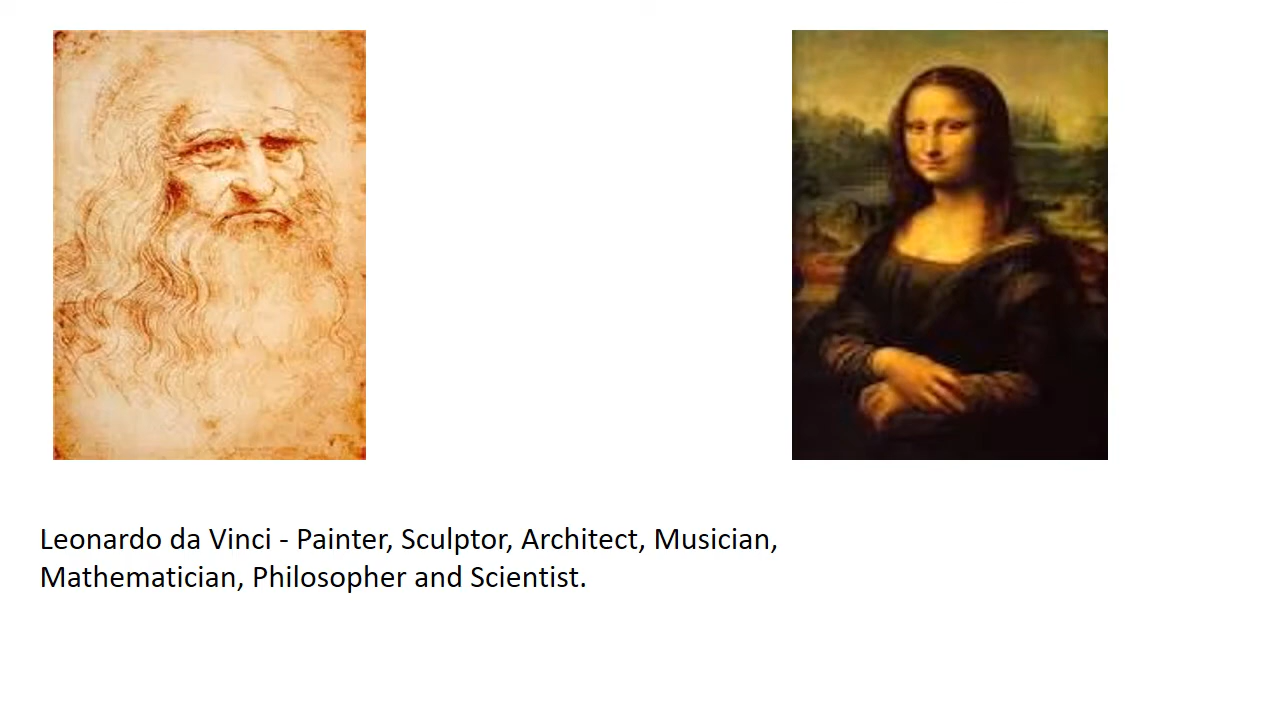 Leonardo da Vinci - Painter, Sculptor, Architect, Musician,
Mathematician, Philosopher and Scientist.